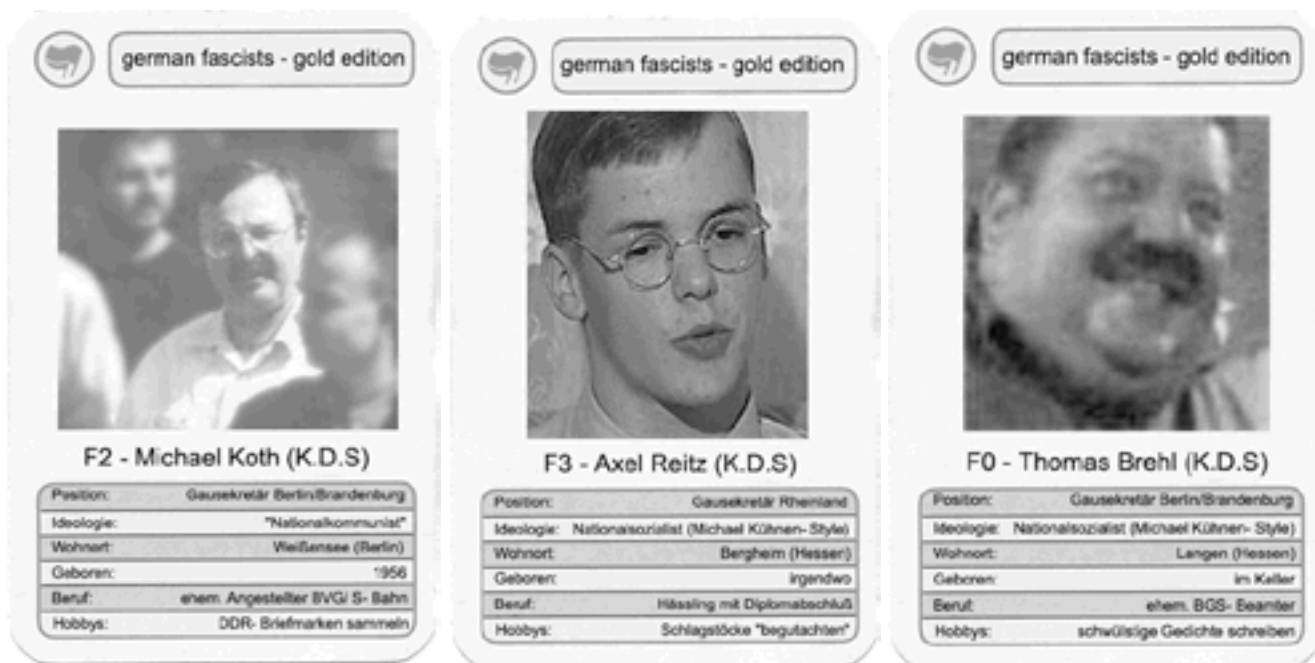 german fascists - gold edition
F2 - Michael Koth (K.D.S)
Position: Gausekretär Berlin/Brandenburg
Ideologie: "Nationalkommunist"
Wohnort: Weißensee (Berlin)
Geboren: 1956
Beruf: ehem. Angestellter BVG/ S- Bahn
Hobbys: DDR- Briefmarken sammeln
german fascists - gold edition
F3 - Axel Reitz (K.D.S)
Position: Gausekretär Rheinland
Ideologie: Nationalsozialist (Michael Kühnen- Style)
Wohnort: Bergheim (Hessen)
Geboren: irgendwo
Beruf: Hässling mit Diplomabschluß
Hobbys: Schlagstöcke "begutachten"
german fascists - gold edition
F0 - Thomas Brehl (K.D.S)
Position: Gausekretär Berlin/Brandenburg
Ideologie: Nationalsozialist (Michael Kühnen- Style)
Wohnort: Langen (Hessen)
Geboren: im Keller
Beruf: ehem. BGS- Beamter
Hobbys: schwülstige Gedichte schreiben